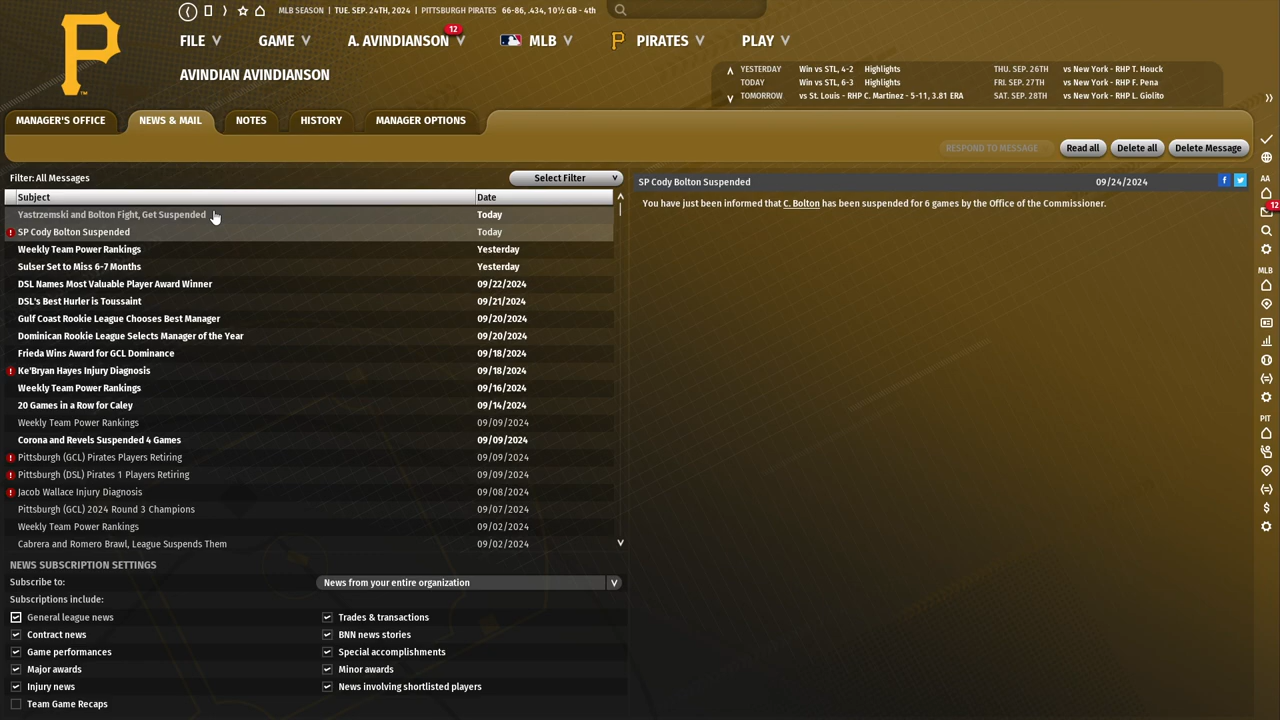 MLB SEASON | TUE. SEP. 24TH, 2024 | PITTSBURGH PIRATES 66-86, .434, 10½ GB - 4th
12
FILE GAME A. AVINDIANSON MLB P PIRATES PLAY
P
TM
AVINDIAN AVINDIANSON
YESTERDAY Win vs STL, 4-2 Highlights THU. SEP. 26TH vs New York - RHP T. Houck
TODAY Win vs STL, 6-3 Highlights FRI. SEP. 27TH vs New York - RHP F. Pena
TOMORROW vs St. Louis - RHP C. Martinez - 5-11, 3.81 ERA SAT. SEP. 28TH vs New York - RHP L. Giolito
MANAGER'S OFFICE NEWS & MAIL NOTES HISTORY MANAGER OPTIONS
RESPOND TO MESSAGE Read all Delete all Delete Message
Filter: All Messages Select Filter
Subject Date
Yastrzemski and Bolton Fight, Get Suspended Today
SP Cody Bolton Suspended Today
Weekly Team Power Rankings Yesterday
Sulser Set to Miss 6-7 Months Yesterday
DSL Names Most Valuable Player Award Winner 09/22/2024
DSL's Best Hurler is Toussaint 09/21/2024
Gulf Coast Rookie League Chooses Best Manager 09/20/2024
Dominican Rookie League Selects Manager of the Year 09/20/2024
Frieda Wins Award for GCL Dominance 09/18/2024
Ke'Bryan Hayes Injury Diagnosis 09/18/2024
Weekly Team Power Rankings 09/16/2024
20 Games in a Row for Caley 09/14/2024
Weekly Team Power Rankings 09/09/2024
Corona and Revels Suspended 4 Games 09/09/2024
Pittsburgh (GCL) Pirates Players Retiring 09/09/2024
Pittsburgh (DSL) Pirates 1 Players Retiring 09/09/2024
Jacob Wallace Injury Diagnosis 09/08/2024
Pittsburgh (GCL) 2024 Round 3 Champions 09/07/2024
Weekly Team Power Rankings 09/02/2024
Cabrera and Romero Brawl, League Suspends Them 09/02/2024
SP Cody Bolton Suspended 09/24/2024
You have just been informed that C. Bolton has been suspended for 6 games by the Office of the Commissioner.
NEWS SUBSCRIPTION SETTINGS
Subscribe to: News from your entire organization
Subscriptions include:
General league news Trades & transactions
Contract news BNN news stories
Game performances Special accomplishments
Major awards Minor awards
Injury news News involving shortlisted players
Team Game Recaps
AA
12
MLB
PIT